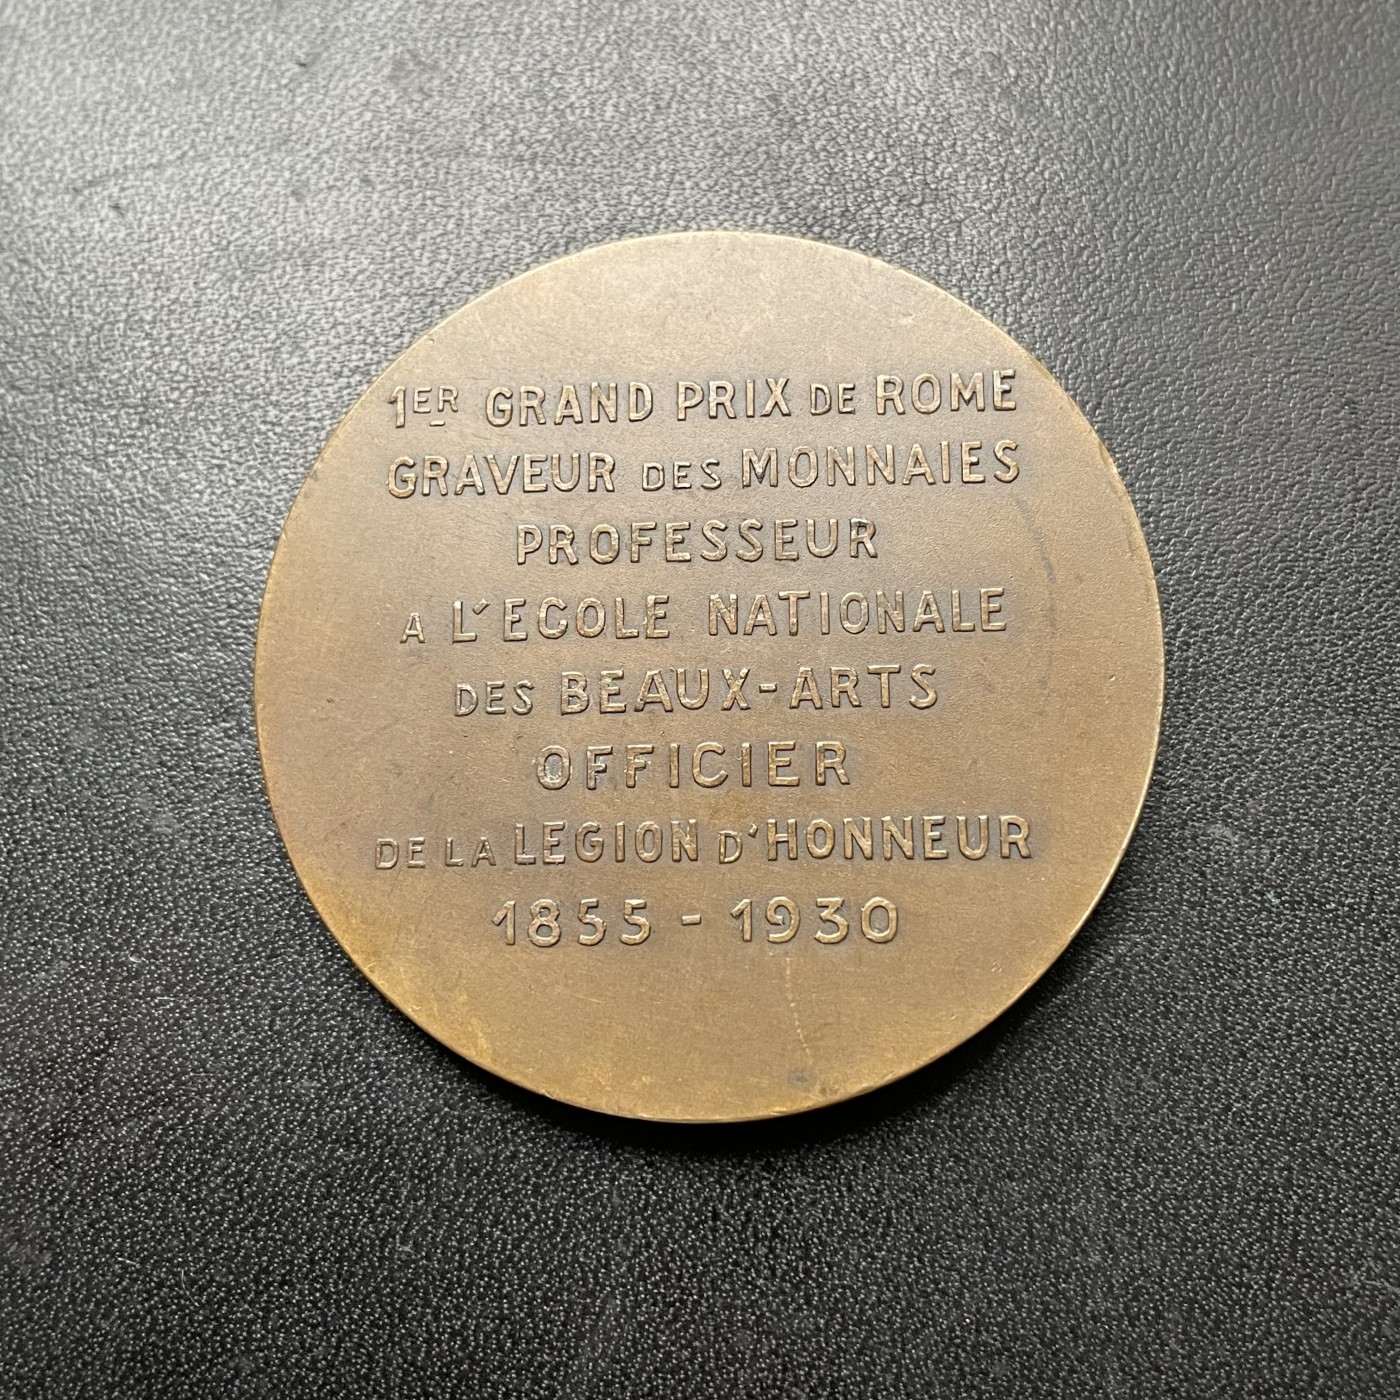 1ER GRAND PRIX DE ROME
GRAVEUR DES MONNAIES
PROFESSEUR
A L'ECOLE NATIONALE
DES BEAUX-ARTS
OFFICIER
DE LA LEGION D'HONNEUR
1855 - 1930